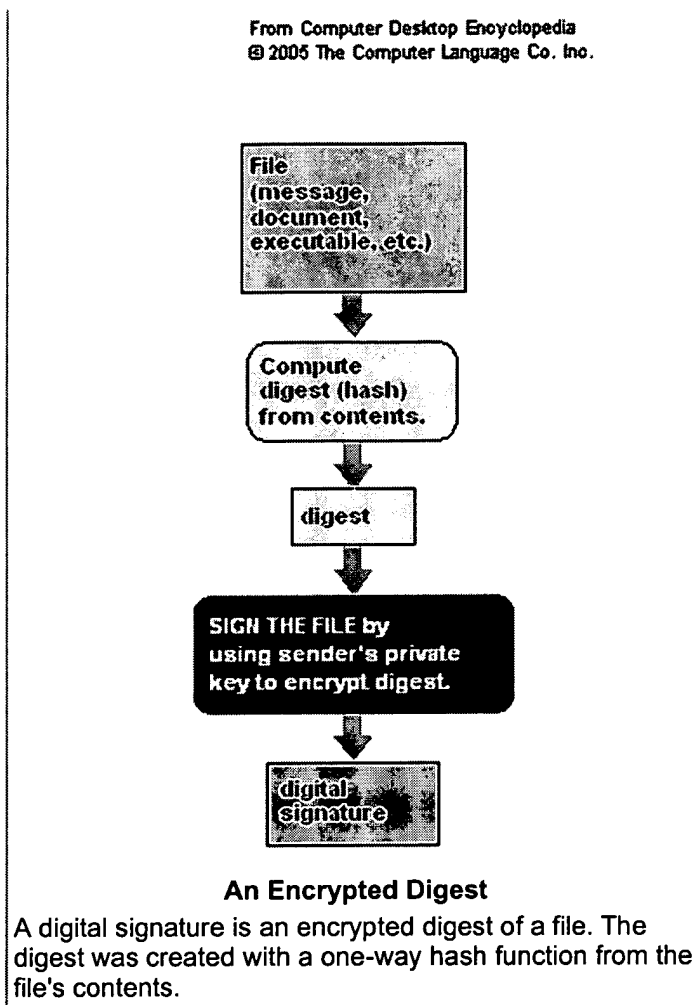 From Computer Desktop Encyclopedia
© 2005 The Computer Language Co. Inc.
File
(message,
document,
executable, etc.)
Compute
digest (hash)
from contents.
digest
SIGN THE FILE by
using sender's private
key to encrypt digest.
digital
signature
An Encrypted Digest
A digital signature is an encrypted digest of a file. The
digest was created with a one-way hash function from the
file's contents.